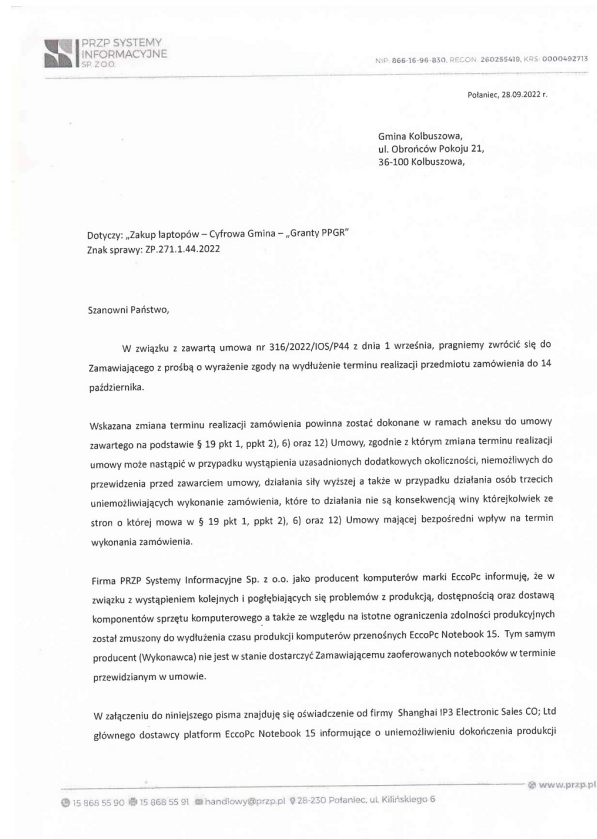 PRZP SYSTEMY
INFORMACYJNE
SP. Z O.O.
NIP: 866-16-96-830, REGON: 260255419, KRS: 0000492713
Połaniec, 28.09.2022 r.
Gmina Kolbuszowa,
ul. Obrońców Pokoju 21,
36-100 Kolbuszowa,
Dotyczy: „Zakup laptopów – Cyfrowa Gmina – „Granty PPGR”
Znak sprawy: ZP.271.1.44.2022
Szanowni Państwo,
W związku z zawartą umowa nr 316/2022/IOS/P44 z dnia 1 września, pragniemy zwrócić się do
Zamawiającego z prośbą o wyrażenie zgody na wydłużenie terminu realizacji przedmiotu zamówienia do 14
października.
Wskazana zmiana terminu realizacji zamówienia powinna zostać dokonane w ramach aneksu do umowy
zawartego na podstawie § 19 pkt 1, ppkt 2), 6) oraz 12) Umowy, zgodnie z którym zmiana terminu realizacji
umowy może nastąpić w przypadku wystąpienia uzasadnionych dodatkowych okoliczności, niemożliwych do
przewidzenia przed zawarciem umowy, działania siły wyższej a także w przypadku działania osób trzecich
uniemożliwiających wykonanie zamówienia, które to działania nie są konsekwencją winy którejkolwiek ze
stron o której mowa w § 19 pkt 1, ppkt 2), 6) oraz 12) Umowy mającej bezpośredni wpływ na termin
wykonania zamówienia.
Firma PRZP Systemy Informacyjne Sp. z o.o. jako producent komputerów marki EccoPc informuję, że w
związku z wystąpieniem kolejnych i pogłębiających się problemów z produkcją, dostępnością oraz dostawą
komponentów sprzętu komputerowego a także ze względu na istotne ograniczenia zdolności produkcyjnych
został zmuszony do wydłużenia czasu produkcji komputerów przenośnych EccoPc Notebook 15. Tym samym
producent (Wykonawca) nie jest w stanie dostarczyć Zamawiającemu zaoferowanych notebooków w terminie
przewidzianym w umowie.
W załączeniu do niniejszego pisma znajduję się oświadczenie od firmy Shanghai IP3 Electronic Sales CO; Ltd
głównego dostawcy platform EccoPc Notebook 15 informujące o uniemożliwieniu dokończenia produkcji
www.przp.pl
15 868 55 90 15 868 55 91 handlowy@przp.pl 28-230 Połaniec, ul. Kilińskiego 6